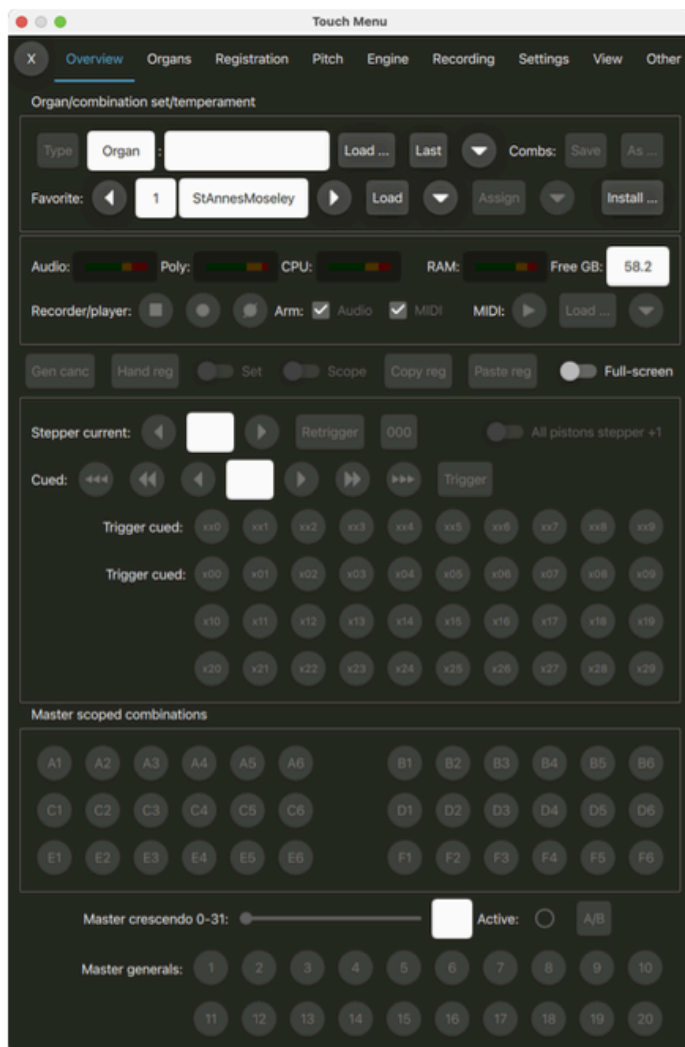 Touch Menu
X Overview Organs Registration Pitch Engine Recording Settings View Other
Organ/combination set/temperament
Type Organ : Load ... Last Combs: Save As ...
Favorite: 1 StAnnesMoseley Load Assign Install ...
Audio: Poly: CPU: RAM: Free GB: 58.2
Recorder/player: Arm: Audio MIDI MIDI: Load ...
Gen canc Hand reg Set Scope Copy reg Paste reg Full-screen
Stepper current: Retrigger 000 All pistons stepper +1
Cued: Trigger
Trigger cued: xx0 xx1 xx2 xx3 xx4 xx5 xx6 xx7 xx8 xx9
Trigger cued: x00 x01 x02 x03 x04 x05 x06 x07 x08 x09
x10 x11 x12 x13 x14 x15 x16 x17 x18 x19
x20 x21 x22 x23 x24 x25 x26 x27 x28 x29
Master scoped combinations
A1 A2 A3 A4 A5 A6 B1 B2 B3 B4 B5 B6
C1 C2 C3 C4 C5 C6 D1 D2 D3 D4 D5 D6
E1 E2 E3 E4 E5 E6 F1 F2 F3 F4 F5 F6
Master crescendo 0-31: Active: A/B
Master generals: 1 2 3 4 5 6 7 8 9 10
11 12 13 14 15 16 17 18 19 20